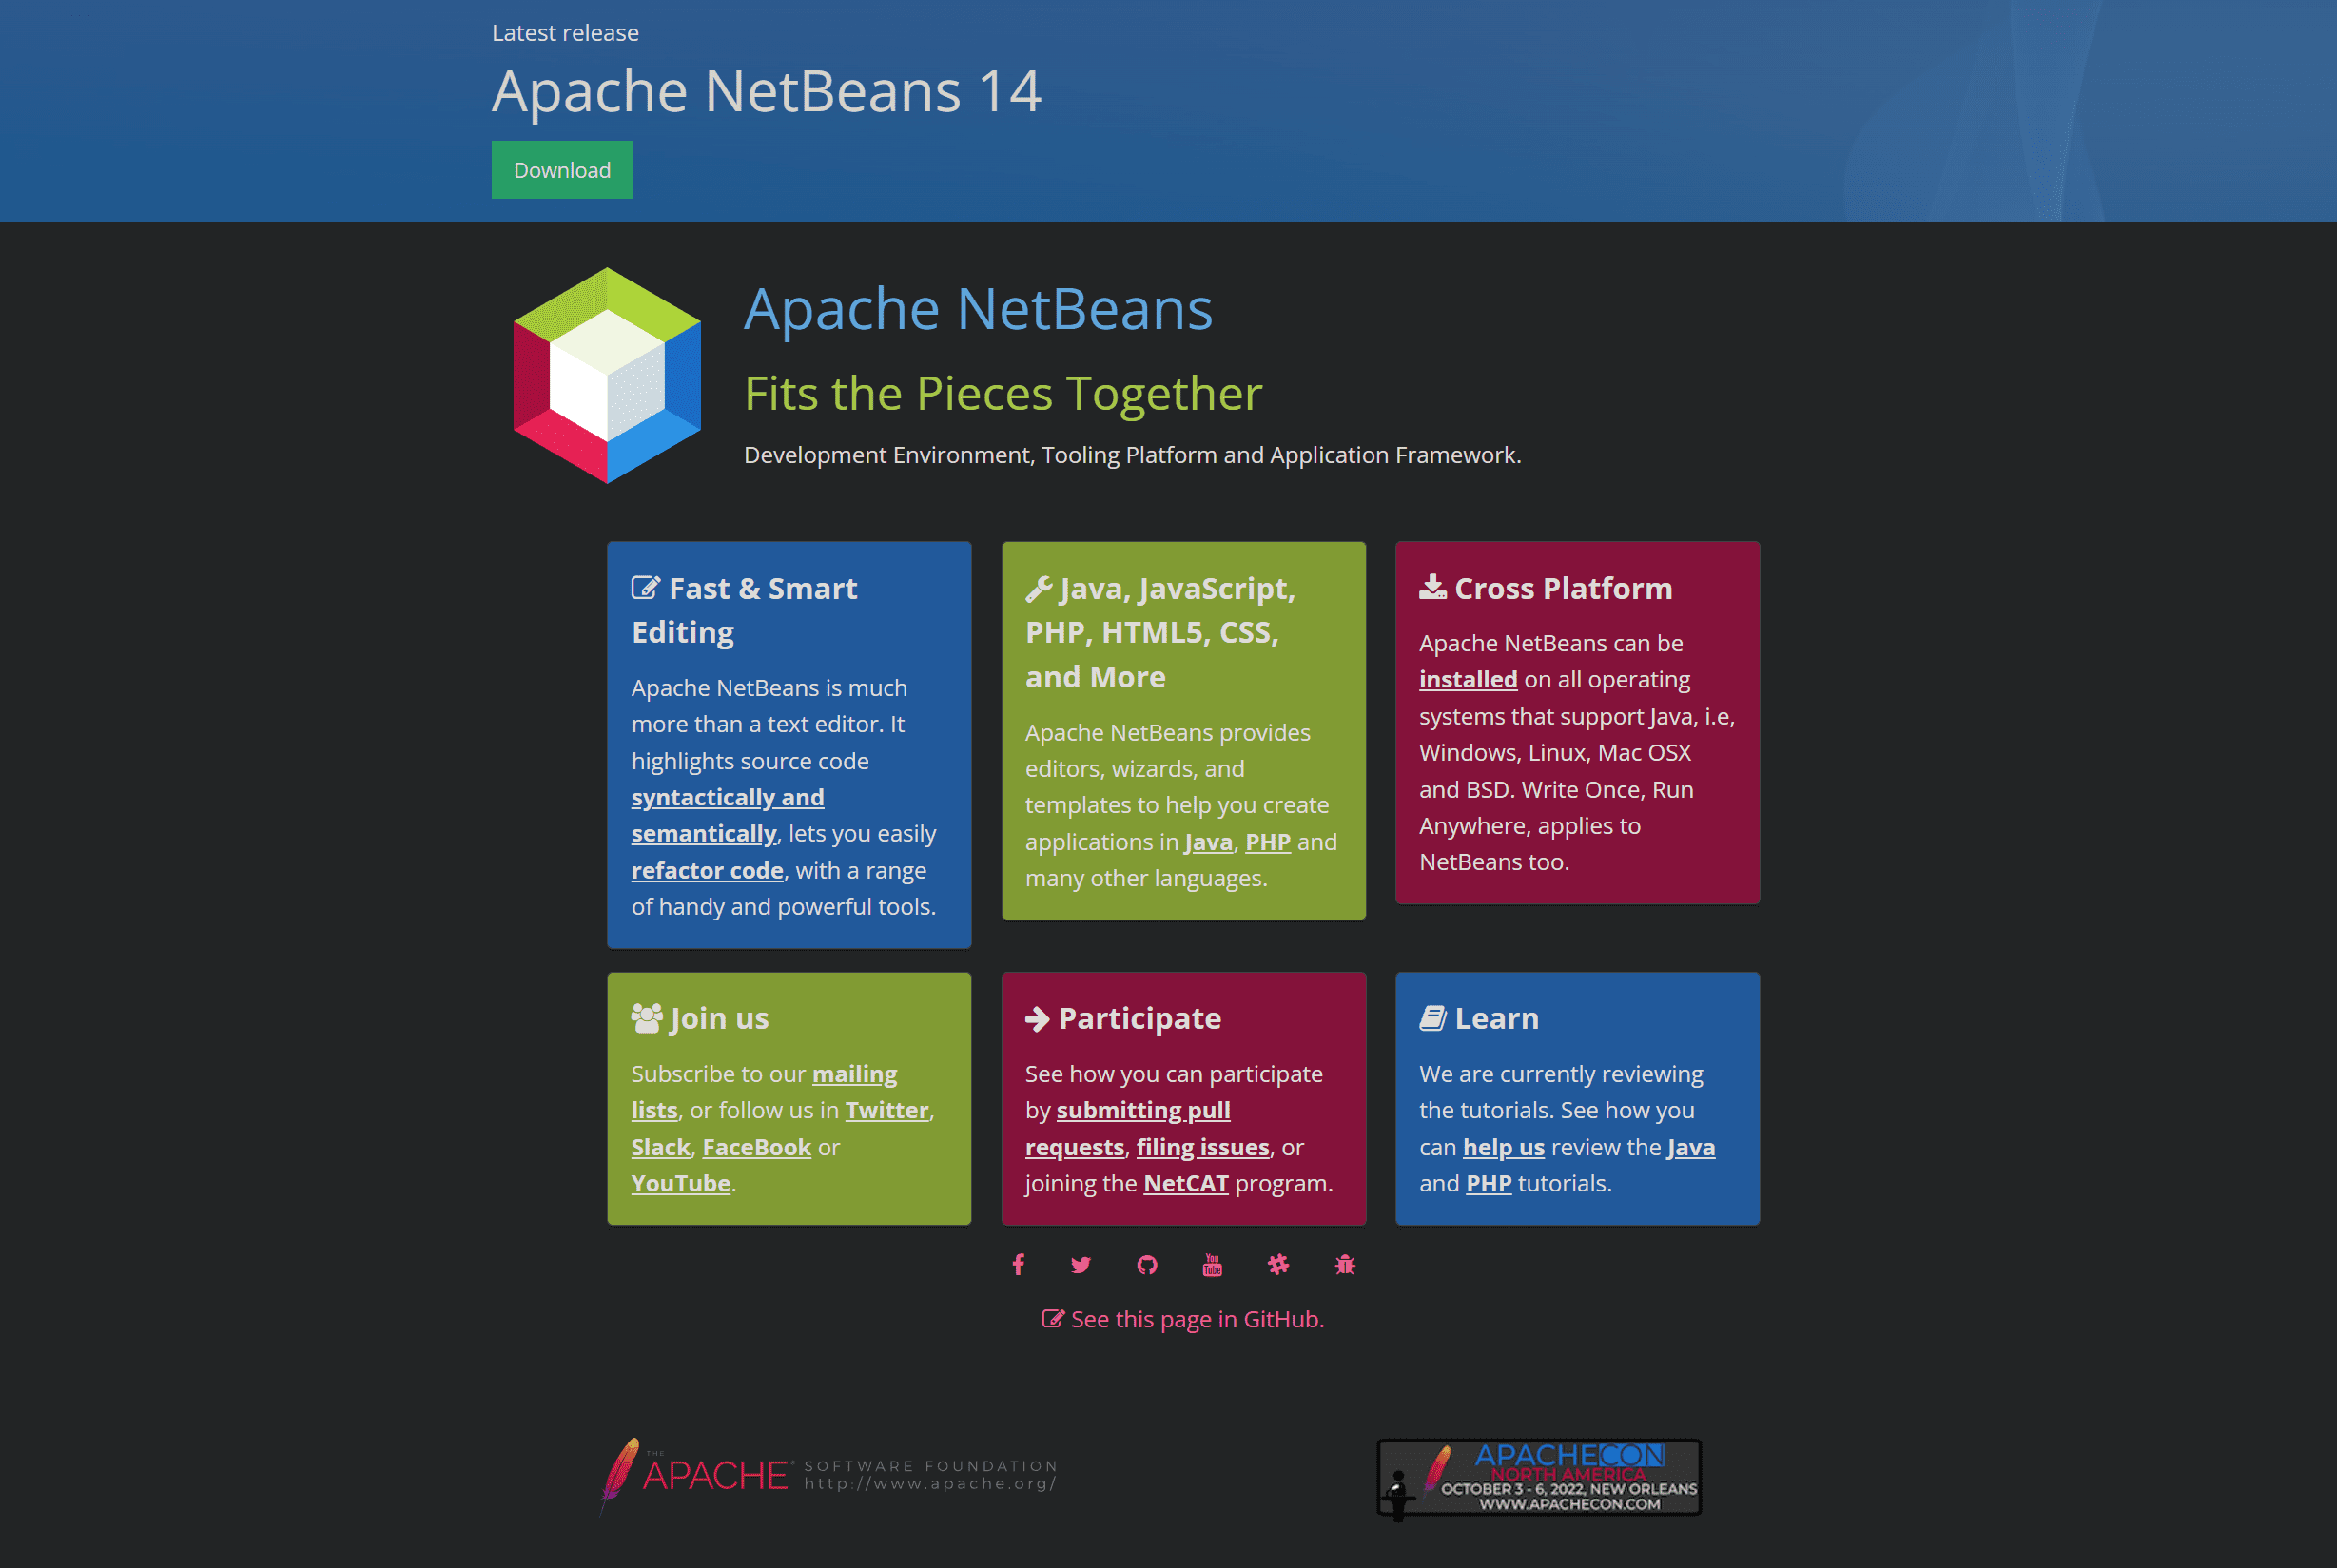 Latest release
Apache NetBeans 14
Download
Apache NetBeans
Fits the Pieces Together
Development Environment, Tooling Platform and Application Framework.
Fast & Smart
Editing
Apache NetBeans is much
more than a text editor. It
highlights source code
syntactically and
semantically, lets you easily
refactor code, with a range
of handy and powerful tools.
Java, JavaScript,
PHP, HTML5, CSS,
and More
Apache NetBeans provides
editors, wizards, and
templates to help you create
applications in Java, PHP and
many other languages.
Cross Platform
Apache NetBeans can be
installed on all operating
systems that support Java, i.e,
Windows, Linux, Mac OSX
and BSD. Write Once, Run
Anywhere, applies to
NetBeans too.
Join us
Subscribe to our mailing
lists, or follow us in Twitter,
Slack, FaceBook or
YouTube.
Participate
See how you can participate
by submitting pull
requests, filing issues, or
joining the NetCAT program.
Learn
We are currently reviewing
the tutorials. See how you
can help us review the Java
and PHP tutorials.
You
Tube
See this page in GitHub.
THE
APACHE®
SOFTWARE FOUNDATION
http://www.apache.org/
APACHECON
NORTH AMERICA
OCTOBER 3 - 6, 2022, NEW ORLEANS
WWW.APACHECON.COM